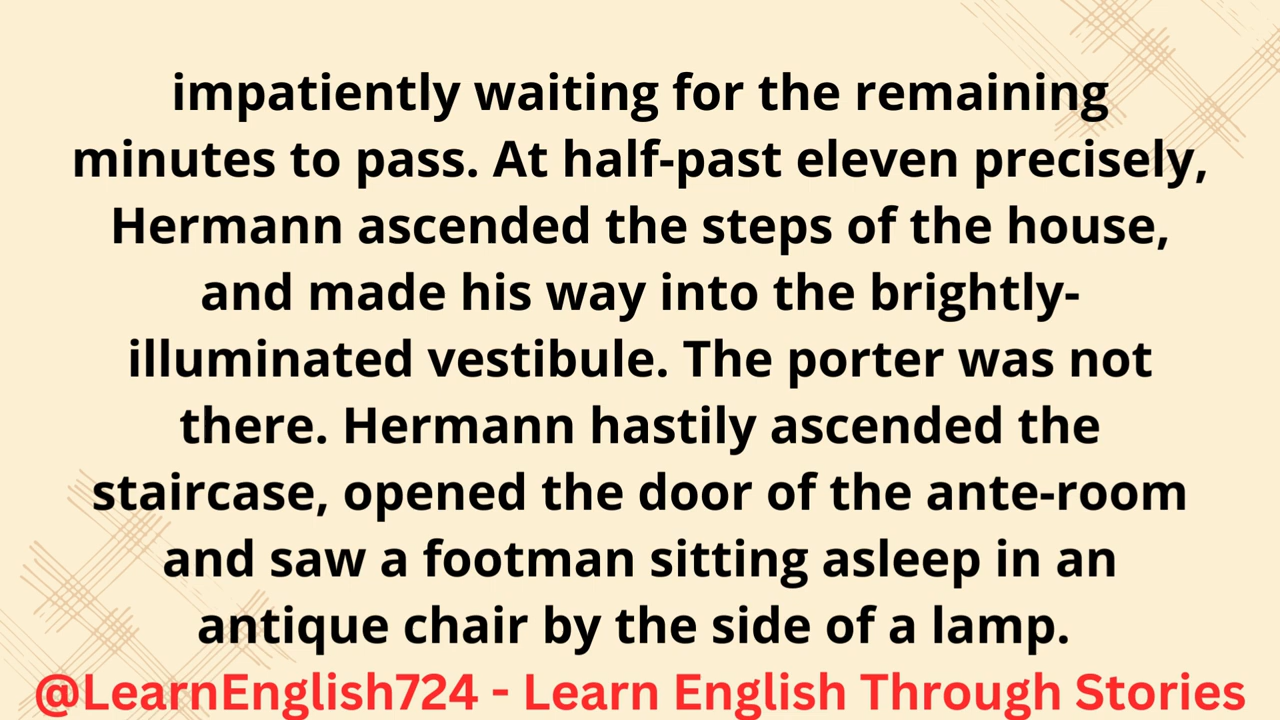 impatiently waiting for the remaining
minutes to pass. At half-past eleven precisely,
Hermann ascended the steps of the house,
and made his way into the brightly-
illuminated vestibule. The porter was not
there. Hermann hastily ascended the
staircase, opened the door of the ante-room
and saw a footman sitting asleep in an
antique chair by the side of a lamp.
@LearnEnglish724 - Learn English Through Stories